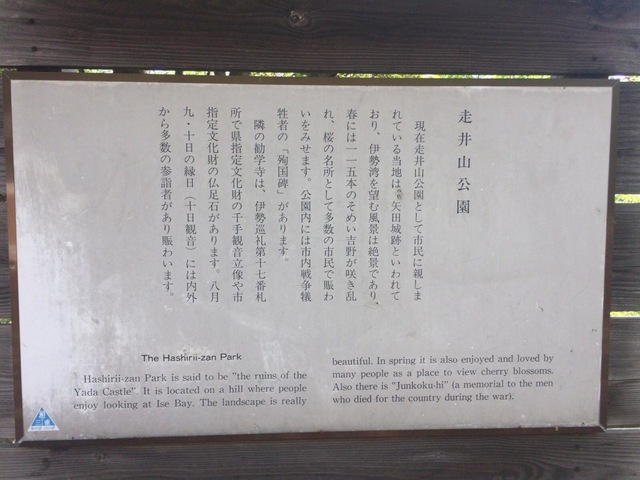 走井山公園
現在走井山公園として市民に親しま
れている当地は、矢田城跡といわれて
おり、伊勢湾を望む風景は絶景であり、
春には一一五本のそめい吉野が咲き乱
れ、桜の名所として多数の市民で賑わ
いをみせます。公園内には市内戦争犠
牲者の「殉国碑」があります。
隣の勧学寺は、伊勢巡礼第十七番札
所で県指定文化財の千手観音立像や市
指定文化財の仏足石があります。八月
九・十日の縁日（十日観音）には内外
から多数の参詣者があり賑わいます。
The Hashirii-zan Park
Hashirii-zan Park is said to be "the ruins of the
Yada Castle". It is located on a hill where people
enjoy looking at Ise Bay. The landscape is really
beautiful. In spring it is also enjoyed and loved by
many people as a place to view cherry blossoms.
Also there is "Junkoku-hi" (a memorial to the men
who died for the country during the war).